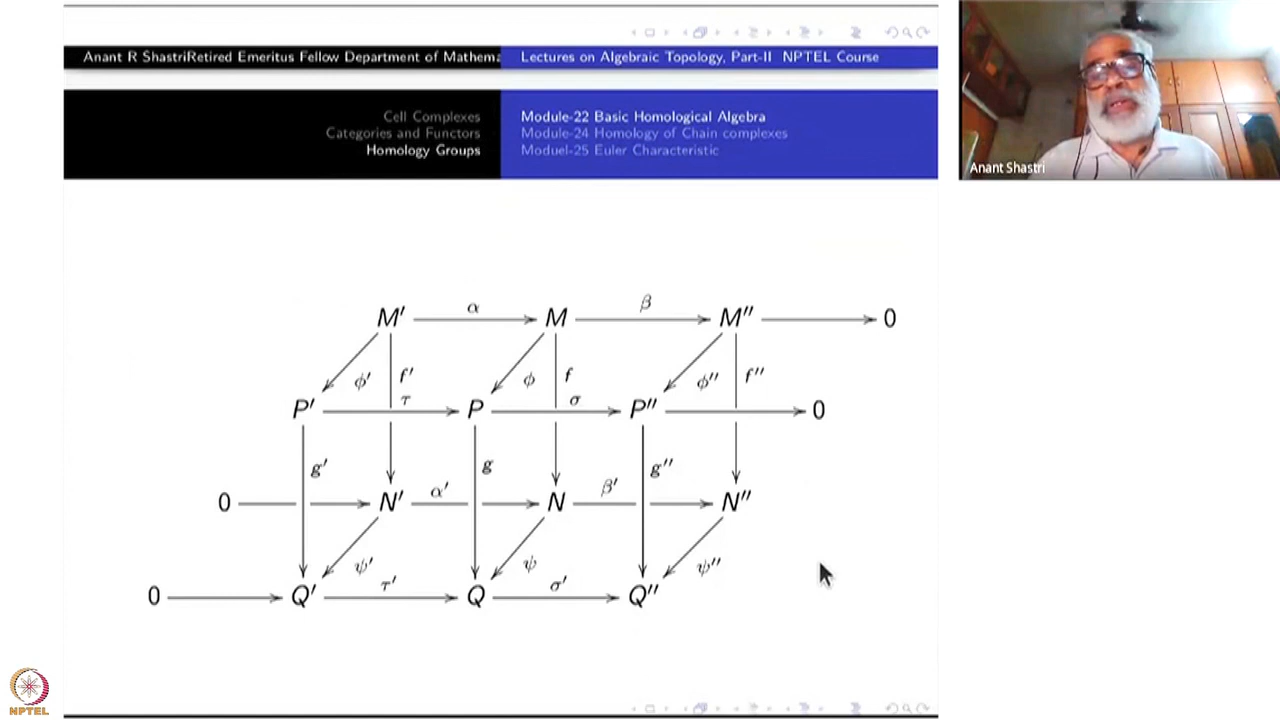 Anant R ShastriRetired Emeritus Fellow Department of Mathema
Lectures on Algebraic Topology, Part-II NPTEL Course
Cell Complexes
Categories and Functors
Homology Groups
Module-22 Basic Homological Algebra
Module-24 Homology of Chain complexes
Moduel-25 Euler Characteristic
Anant Shastri
M′ α M β M″ 0
ϕ′ f′ ϕ f ϕ″ f″
P′ τ P σ P″ 0
g′ g g″
0 N′ α′ N β′ N″
ψ′ ψ ψ″
0 Q′ τ′ Q σ′ Q″
NPTEL